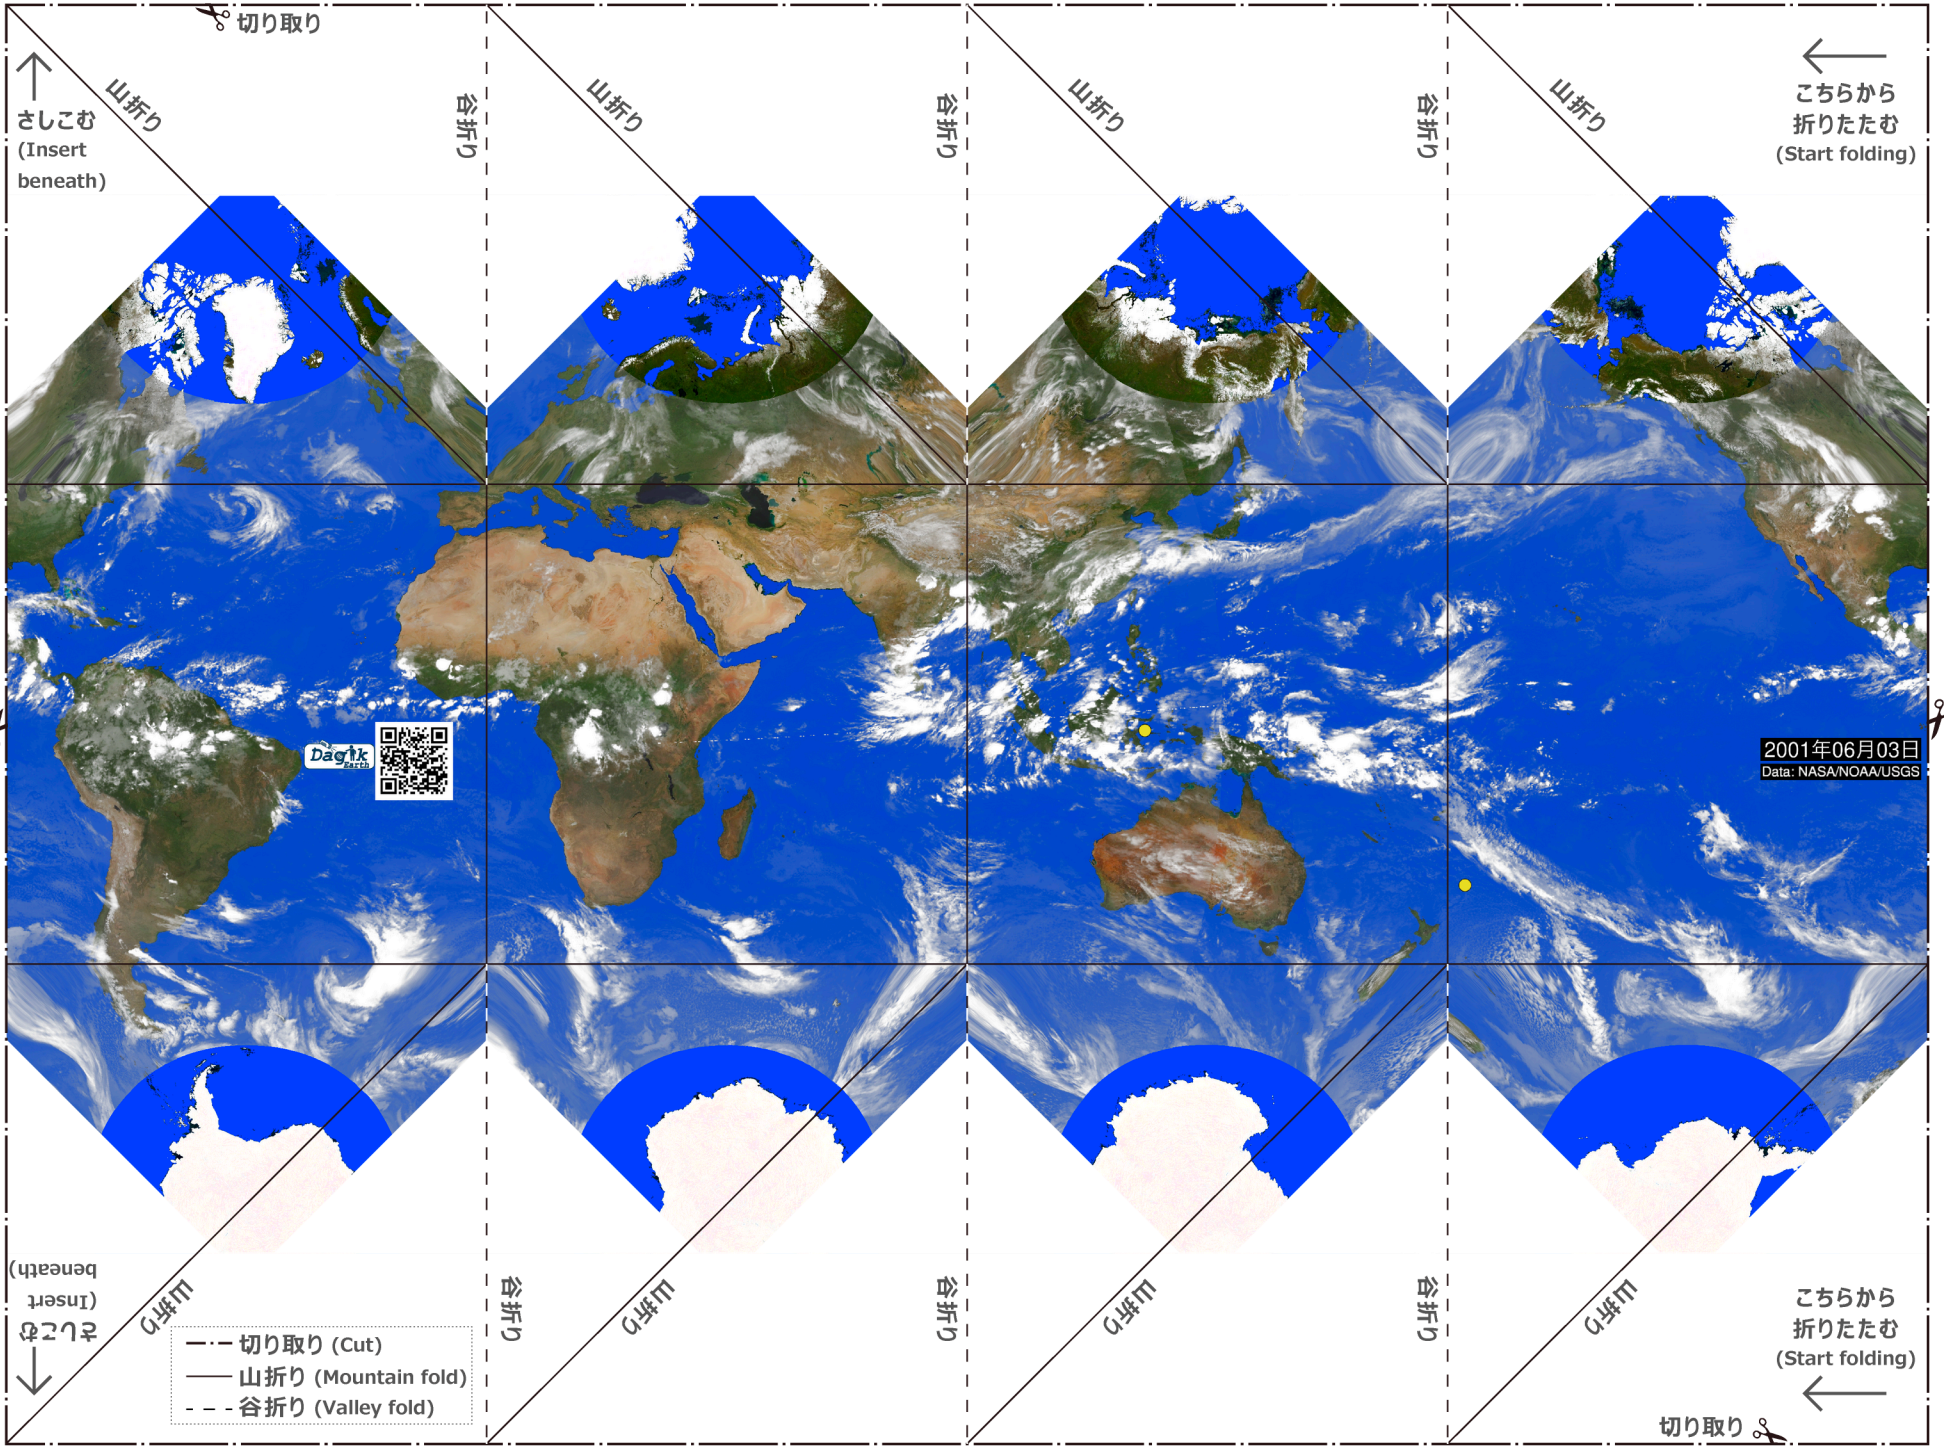 切り取り
山折り
谷折り
山折り
谷折り
山折り
谷折り
山折り
さしこむ
(Insert
beneath)
こちらから
折りたたむ
(Start folding)
Dagik
Earth
2001年06月03日
Data: NASA/NOAA/USGS
さしこむ
(Insert
beneath)
山折り
谷折り
山折り
谷折り
山折り
谷折り
山折り
こちらから
折りたたむ
(Start folding)
切り取り (Cut)
山折り (Mountain fold)
谷折り (Valley fold)
切り取り